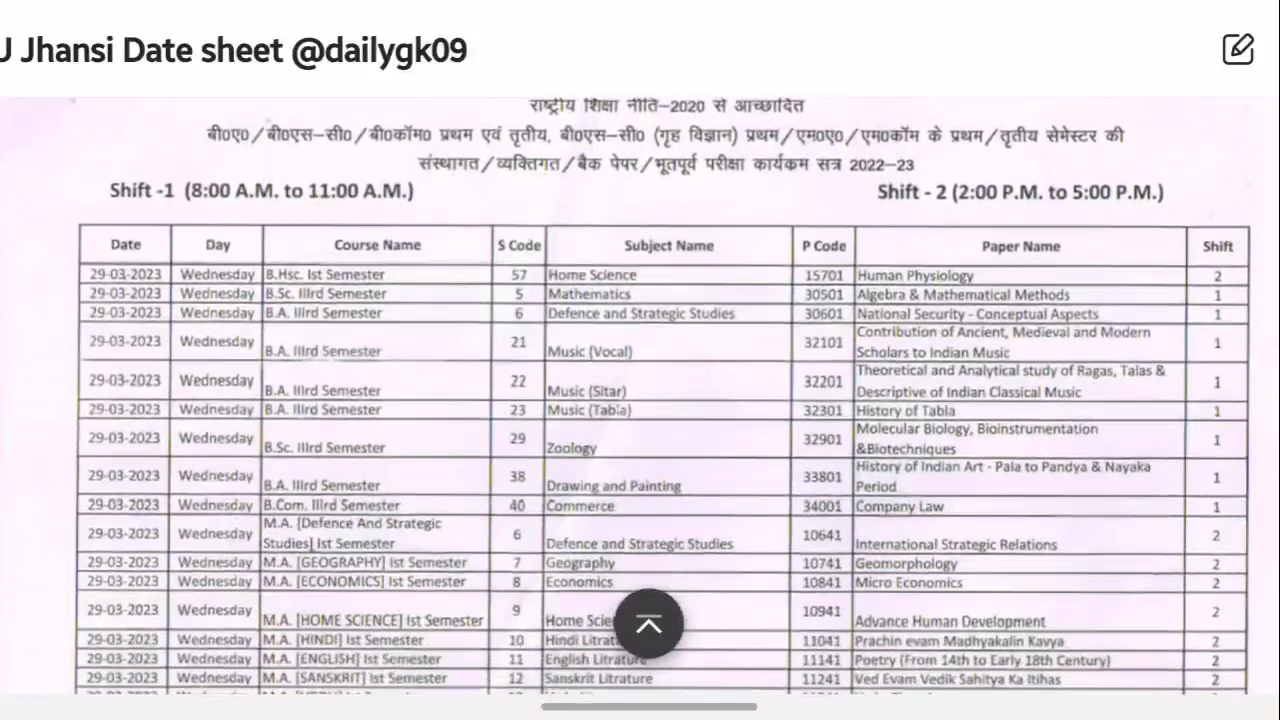 J Jhansi Date sheet @dailygk09
राष्ट्रीय शिक्षा नीति-2020 से आच्छादित
बी0ए0/बी0एस-सी0/बी0कॉम0 प्रथम एवं तृतीय, बी0एस-सी0 (गृह विज्ञान) प्रथम/एम0ए0/एम0कॉम के प्रथम/तृतीय सेमेस्टर की
संस्थागत/व्यक्तिगत/बैक पेपर/भूतपूर्व परीक्षा कार्यकम सत्र 2022-23
Shift -1 (8:00 A.M. to 11:00 A.M.) Shift - 2 (2:00 P.M. to 5:00 P.M.)
Date Day Course Name S Code Subject Name P Code Paper Name Shift
29-03-2023 Wednesday B.Hsc. Ist Semester 57 Home Science 15701 Human Physiology 2
29-03-2023 Wednesday B.Sc. IIIrd Semester 5 Mathematics 30501 Algebra & Mathematical Methods 1
29-03-2023 Wednesday B.A. IIIrd Semester 6 Defence and Strategic Studies 30601 National Security - Conceptual Aspects 1
29-03-2023 Wednesday B.A. IIIrd Semester 21 Music (Vocal) 32101 Contribution of Ancient, Medieval and Modern
Scholars to Indian Music 1
29-03-2023 Wednesday B.A. IIIrd Semester 22 Music (Sitar) 32201 Theoretical and Analytical study of Ragas, Talas &
Descriptive of Indian Classical Music 1
29-03-2023 Wednesday B.A. IIIrd Semester 23 Music (Tabla) 32301 History of Tabla 1
29-03-2023 Wednesday B.Sc. IIIrd Semester 29 Zoology 32901 Molecular Biology, Bioinstrumentation
&Biotechniques 1
29-03-2023 Wednesday B.A. IIIrd Semester 38 Drawing and Painting 33801 History of Indian Art - Pala to Pandya & Nayaka
Period 1
29-03-2023 Wednesday B.Com. IIIrd Semester 40 Commerce 34001 Company Law 1
29-03-2023 Wednesday M.A. [Defence And Strategic
Studies] Ist Semester 6 Defence and Strategic Studies 10641 International Strategic Relations 2
29-03-2023 Wednesday M.A. [GEOGRAPHY] Ist Semester 7 Geography 10741 Geomorphology 2
29-03-2023 Wednesday M.A. [ECONOMICS] Ist Semester 8 Economics 10841 Micro Economics 2
29-03-2023 Wednesday M.A. [HOME SCIENCE] Ist Semester 9 Home 10941 Advance Human Development 2
29-03-2023 Wednesday M.A. [HINDI] Ist Semester 10 Hindi 11041 Prachin evam Madhyakalin Kavya 2
29-03-2023 Wednesday M.A. [ENGLISH] Ist Semester 11 English Litrature 11141 Poetry (From 14th to Early 18th Century) 2
29-03-2023 Wednesday M.A. [SANSKRIT] Ist Semester 12 Sanskrit Litrature 11241 Ved Evam Vedik Sahitya Ka Itihas 2